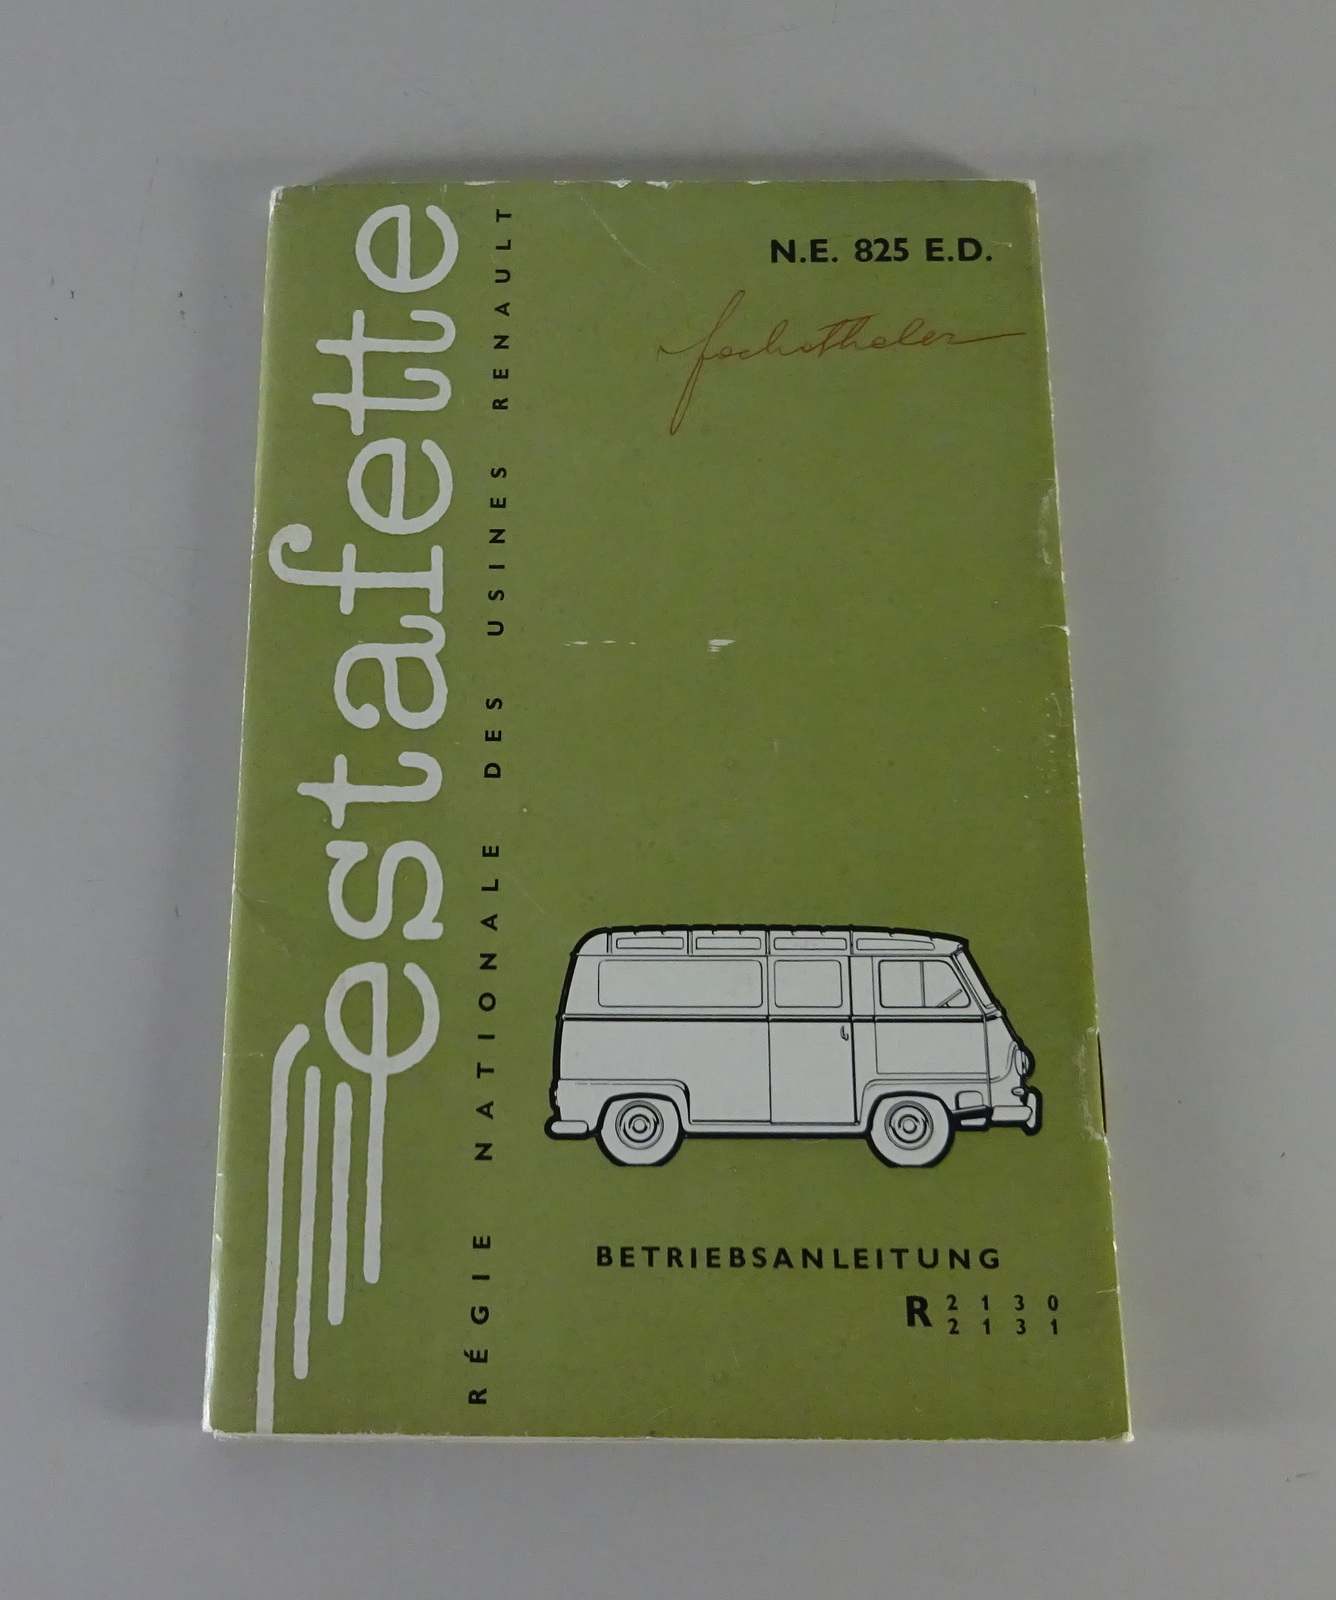 estafette
RÉGIE NATIONALE DES USINES RENAULT
N.E. 825 E.D.
BETRIEBSANLEITUNG
R 2130
2131